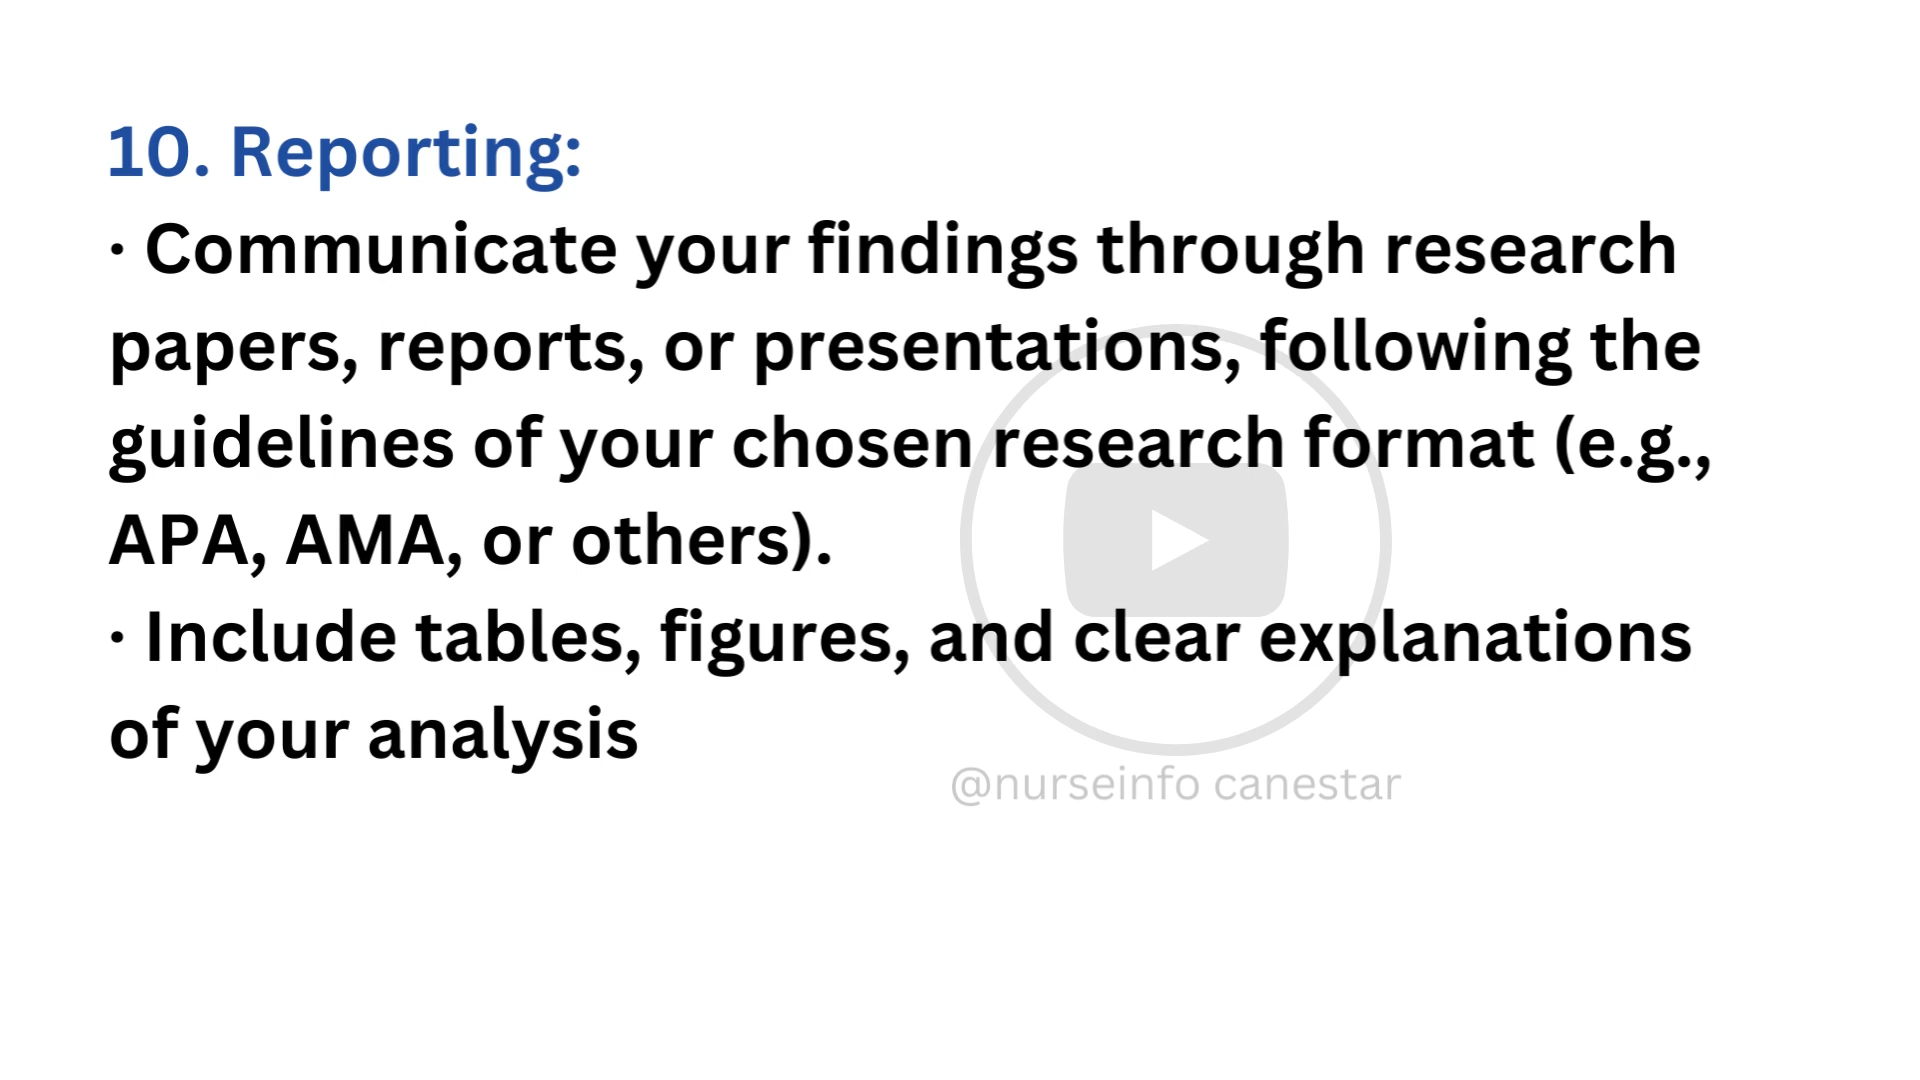 10. Reporting:
· Communicate your findings through research
papers, reports, or presentations, following the
guidelines of your chosen research format (e.g.,
APA, AMA, or others).
· Include tables, figures, and clear explanations
of your analysis
@nurseinfo canestar